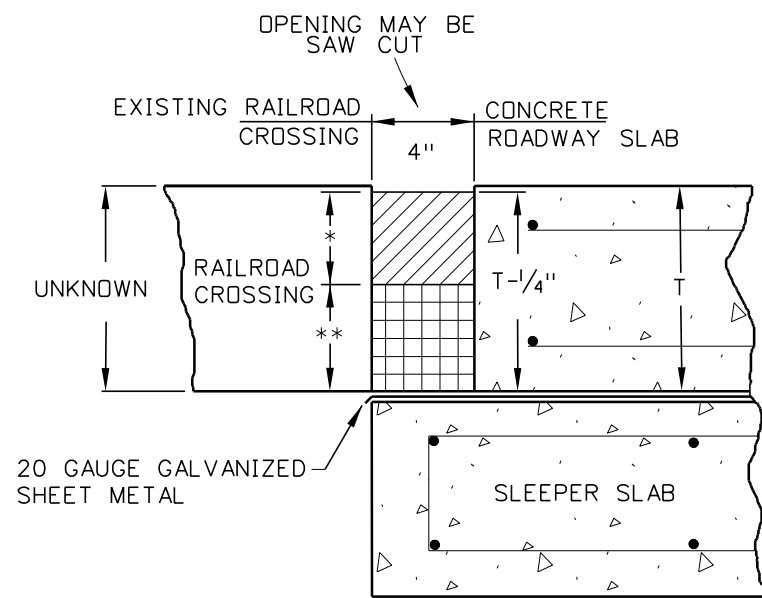 OPENING MAY BE
SAW CUT
EXISTING RAILROAD
CROSSING
CONCRETE
ROADWAY SLAB
4"
UNKNOWN
RAILROAD
CROSSING
*
**
T-1/4"
T
20 GAUGE GALVANIZED
SHEET METAL
SLEEPER SLAB